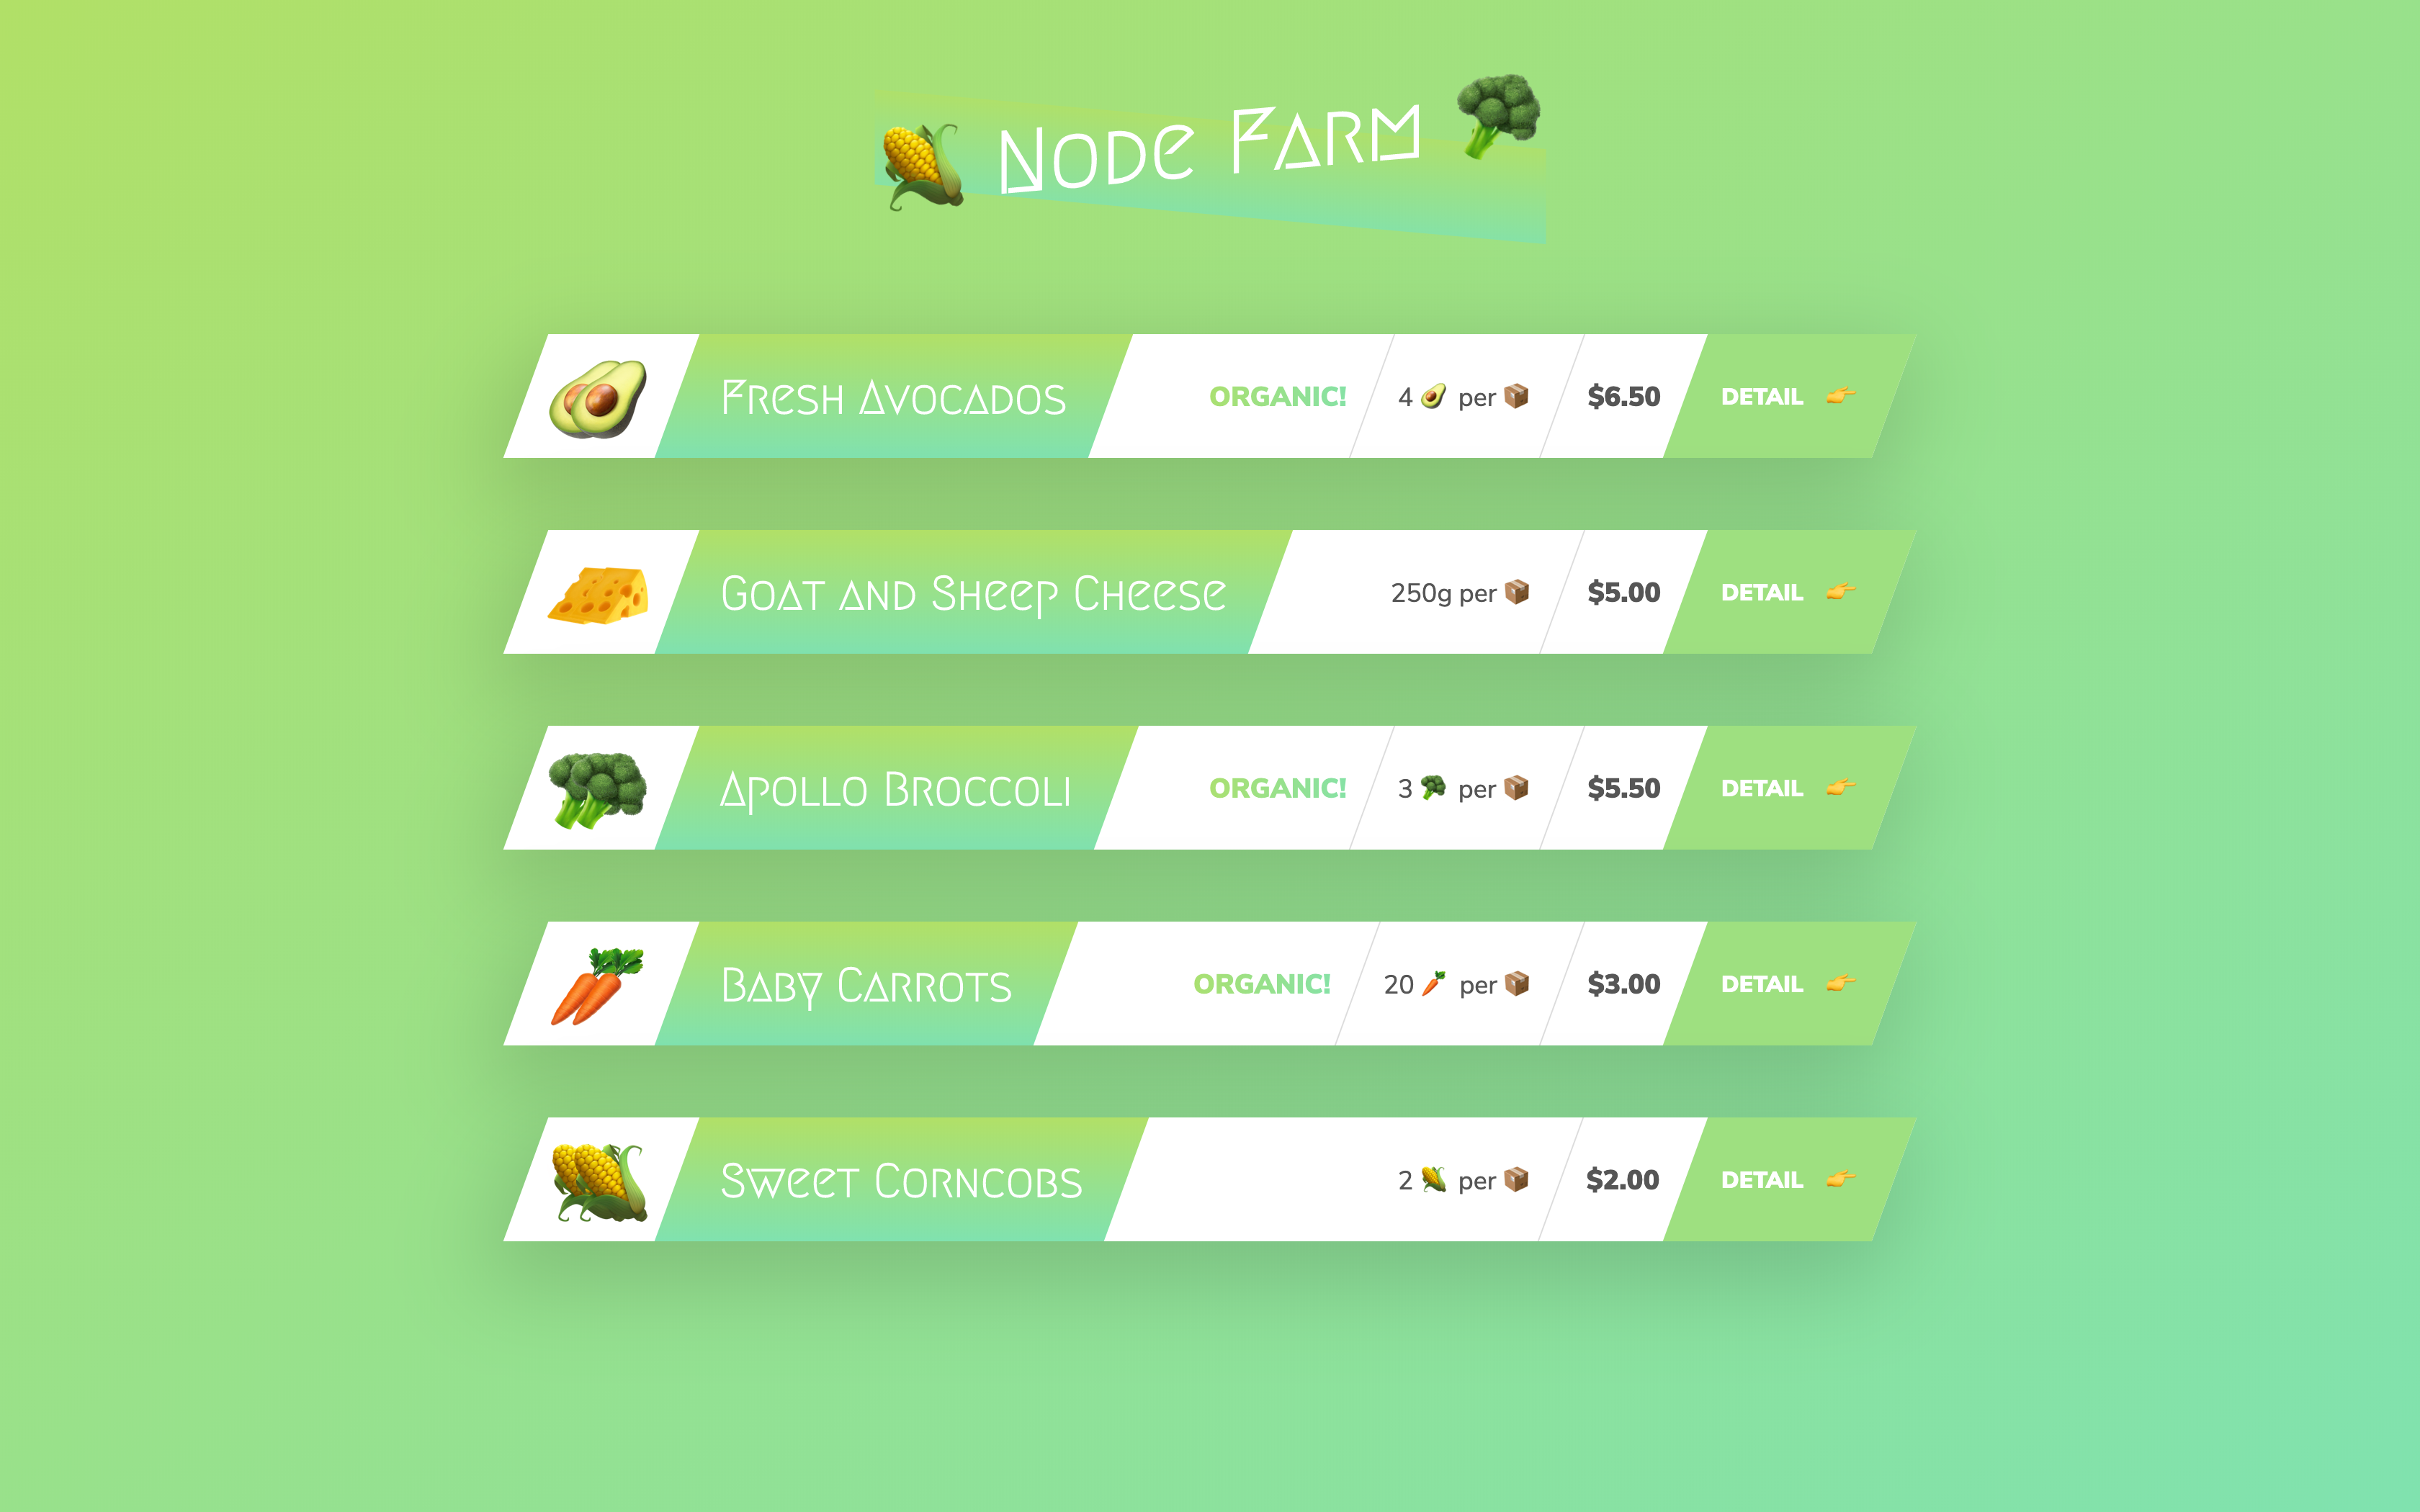 🌽 Node Farm 🥦
Fresh Avocados ORGANIC! 4 🥑 per 📦 $6.50 DETAIL 👉
Goat and Sheep Cheese 250g per 📦 $5.00 DETAIL 👉
Apollo Broccoli ORGANIC! 3 🥦 per 📦 $5.50 DETAIL 👉
Baby Carrots ORGANIC! 20 🥕 per 📦 $3.00 DETAIL 👉
Sweet Corncobs 2 🌽 per 📦 $2.00 DETAIL 👉